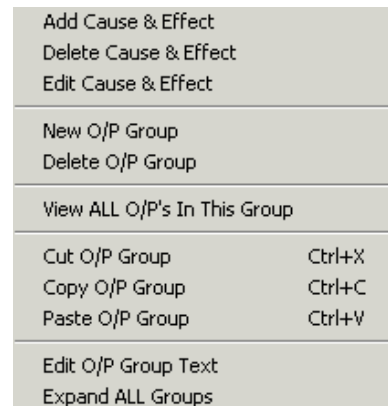 Add Cause & Effect
Delete Cause & Effect
Edit Cause & Effect
New O/P Group
Delete O/P Group
View ALL O/P's In This Group
Cut O/P Group Ctrl+X
Copy O/P Group Ctrl+C
Paste O/P Group Ctrl+V
Edit O/P Group Text
Expand ALL Groups